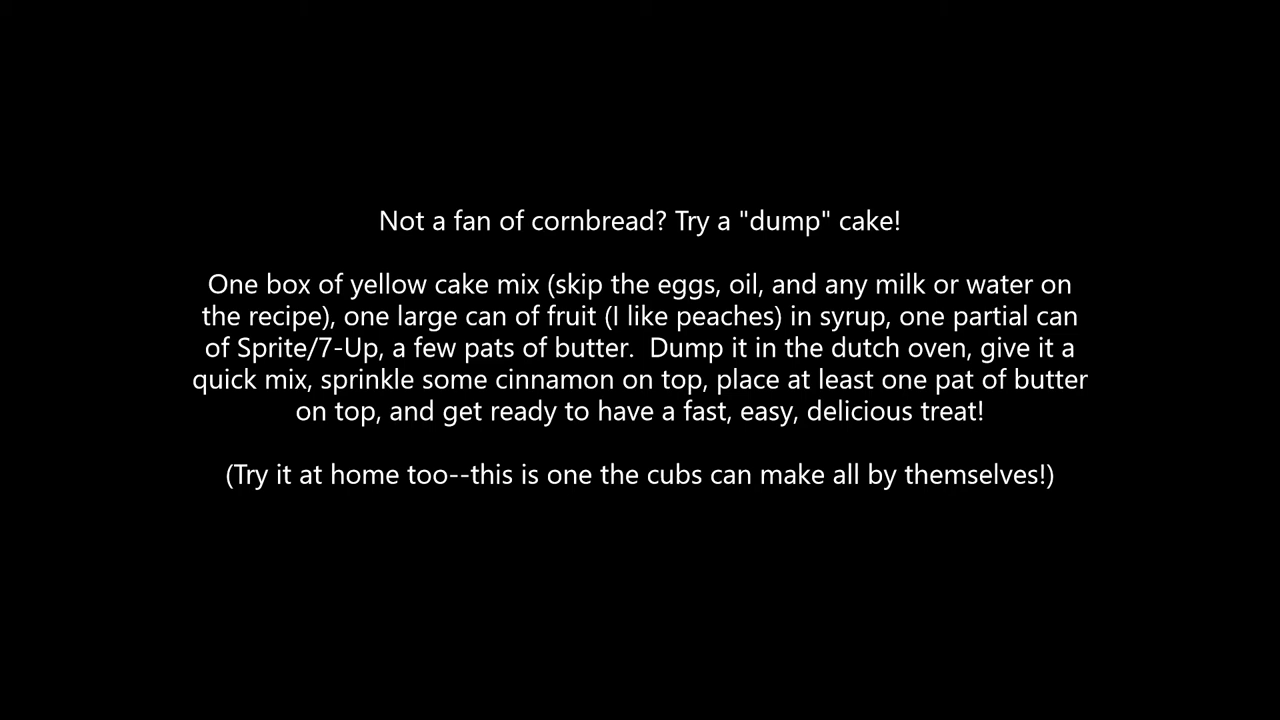 Not a fan of cornbread? Try a "dump" cake!
One box of yellow cake mix (skip the eggs, oil, and any milk or water on
the recipe), one large can of fruit (I like peaches) in syrup, one partial can
of Sprite/7-Up, a few pats of butter.  Dump it in the dutch oven, give it a
quick mix, sprinkle some cinnamon on top, place at least one pat of butter
on top, and get ready to have a fast, easy, delicious treat!
(Try it at home too--this is one the cubs can make all by themselves!)